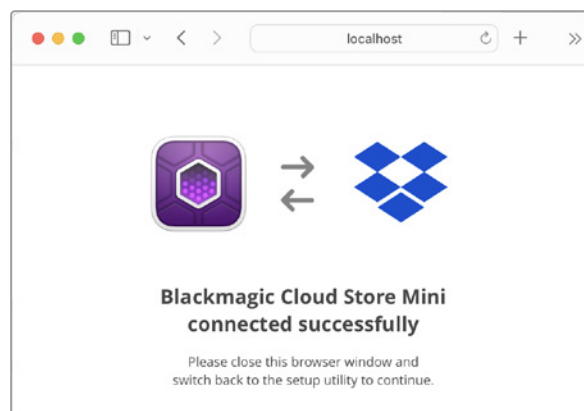 localhost
Blackmagic Cloud Store Mini
connected successfully
Please close this browser window and
switch back to the setup utility to continue.